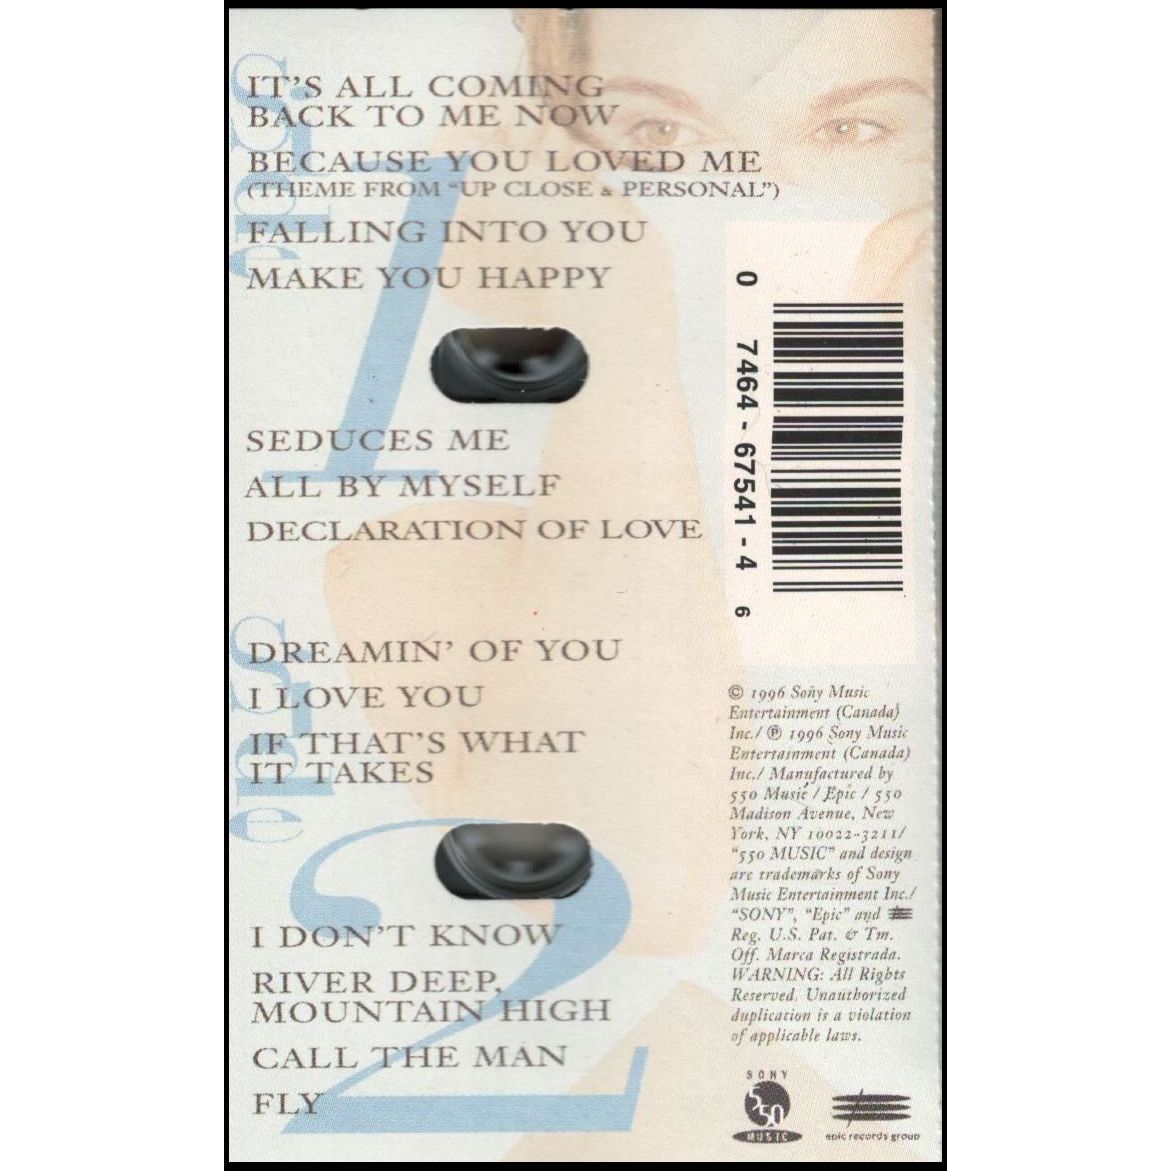 Side
1
IT'S ALL COMING
BACK TO ME NOW
BECAUSE YOU LOVED ME
(THEME FROM "UP CLOSE & PERSONAL")
FALLING INTO YOU
MAKE YOU HAPPY
SEDUCES ME
ALL BY MYSELF
DECLARATION OF LOVE
Side
2
DREAMIN' OF YOU
I LOVE YOU
IF THAT'S WHAT
IT TAKES
I DON'T KNOW
RIVER DEEP,
MOUNTAIN HIGH
CALL THE MAN
FLY
0 7464-67541-4 6
© 1996 Sony Music
Entertainment (Canada)
Inc./ ℗ 1996 Sony Music
Entertainment (Canada)
Inc./ Manufactured by
550 Music / Epic / 550
Madison Avenue, New
York, NY 10022-3211/
"550 MUSIC" and design
are trademarks of Sony
Music Entertainment Inc./
"SONY", "Epic" and
Reg. U.S. Pat. & Tm.
Off. Marca Registrada.
WARNING: All Rights
Reserved. Unauthorized
duplication is a violation
of applicable laws.
SONY
550
MUSIC
epic records group